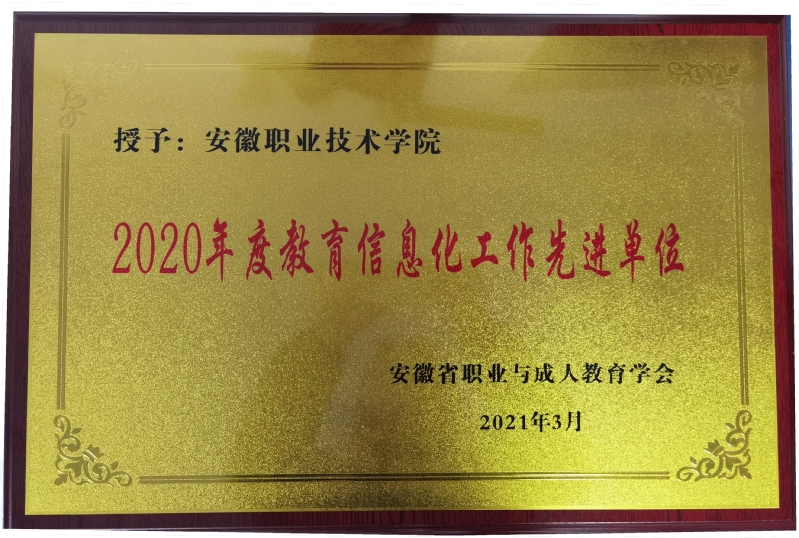 授予：安徽职业技术学院
2020年度教育信息化工作先进单位
安徽省职业与成人教育学会
2021年3月